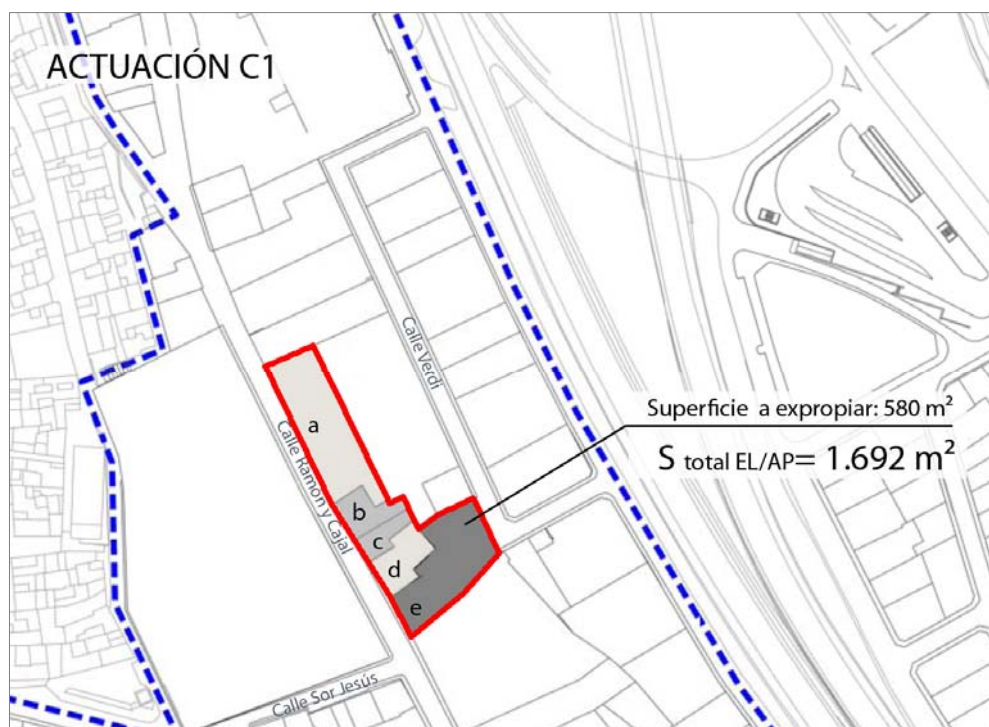 ACTUACIÓN C1
Calle Verdi
Superficie a expropiar: 580 m²
S total EL/AP= 1.692 m²
a
Calle Ramon y Cajal
b
c
d
e
Calle Sor Jesús